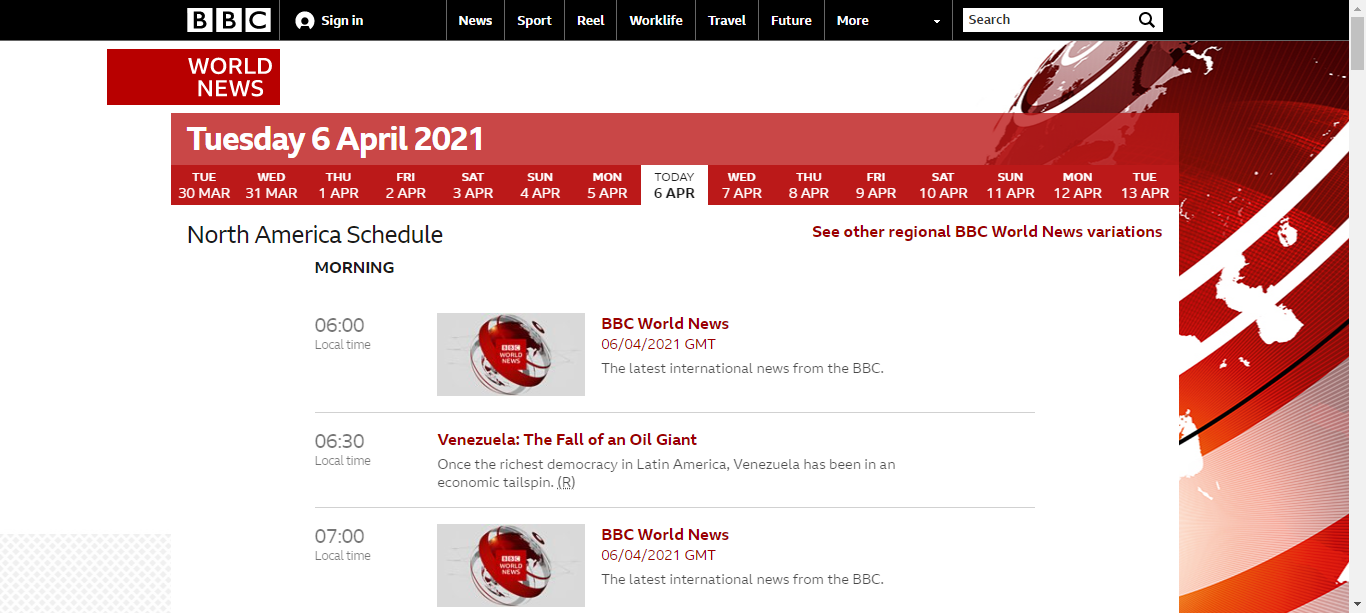 BBC
Sign in
News
Sport
Reel
Worklife
Travel
Future
More
Search
WORLD
NEWS
Tuesday 6 April 2021
TUE
30 MAR
WED
31 MAR
THU
1 APR
FRI
2 APR
SAT
3 APR
SUN
4 APR
MON
5 APR
TODAY
6 APR
WED
7 APR
THU
8 APR
FRI
9 APR
SAT
10 APR
SUN
11 APR
MON
12 APR
TUE
13 APR
North America Schedule
See other regional BBC World News variations
MORNING
06:00
Local time
BBC
WORLD
NEWS
BBC World News
06/04/2021 GMT
The latest international news from the BBC.
06:30
Local time
Venezuela: The Fall of an Oil Giant
Once the richest democracy in Latin America, Venezuela has been in an
economic tailspin. (R)
07:00
Local time
BBC
WORLD
NEWS
BBC World News
06/04/2021 GMT
The latest international news from the BBC.